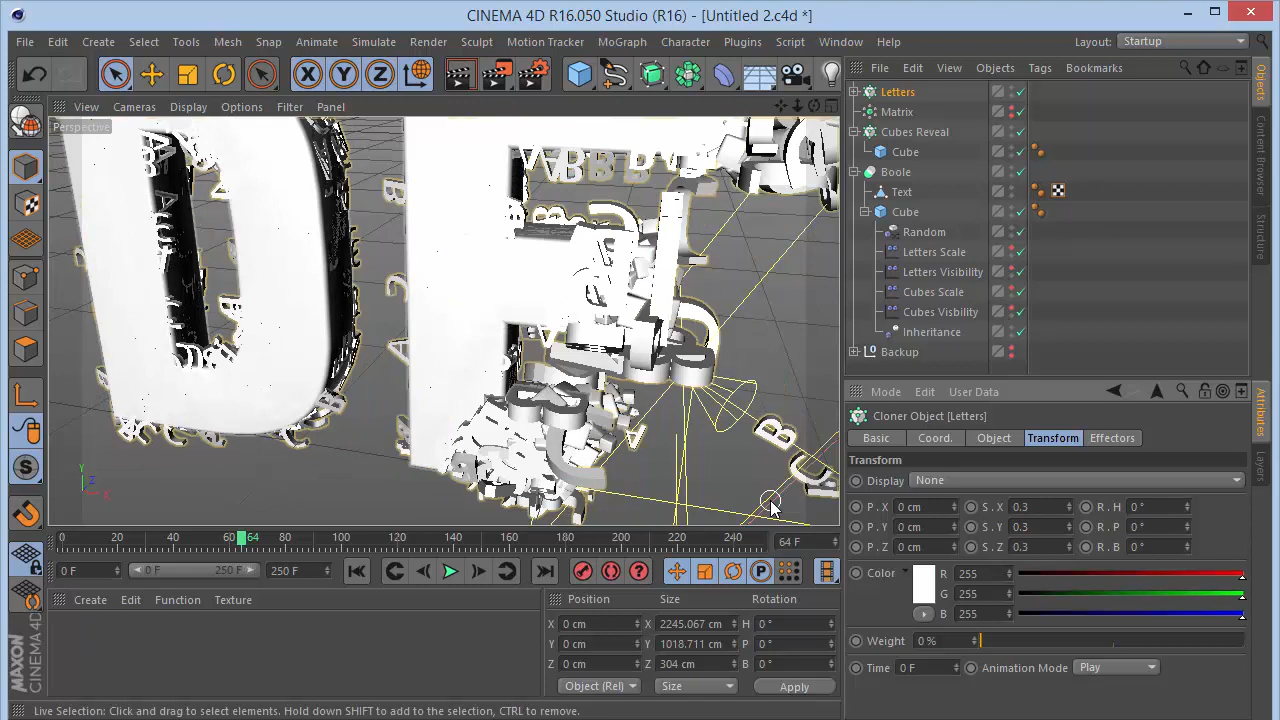 CINEMA 4D R16.050 Studio (R16) - [Untitled 2.c4d *]
File Edit Create Select Tools Mesh Snap Animate Simulate Render Sculpt Motion Tracker MoGraph Character Plugins Script Window Help Layout: Startup
X Y Z
File Edit View Objects Tags Bookmarks
View Cameras Display Options Filter Panel
Perspective
Letters
Matrix
Cubes Reveal
Cube
Boole
Text
Cube
Random
Letters Scale
Letters Visibility
Cubes Scale
Cubes Visbility
Inheritance
Backup
Objects
Content Browser
Structure
Mode Edit User Data
Cloner Object [Letters]
Basic Coord. Object Transform Effectors
Transform
Display None
P . X 0 cm S . X 0.3 R . H 0 °
P . Y 0 cm S . Y 0.3 R . P 0 °
P . Z 0 cm S . Z 0.3 R . B 0 °
Color R 255
G 255
B 255
Weight 0 %
Time 0 F Animation Mode Play
Attributes
Layers
Y
Z
X
0 20 40 60 64 80 100 120 140 160 180 200 220 240 64 F
0 F 0 F 250 F 250 F
Create Edit Function Texture
Position Size Rotation
X 0 cm X 2245.067 cm H 0 °
Y 0 cm Y 1018.711 cm P 0 °
Z 0 cm Z 304 cm B 0 °
Object (Rel) Size Apply
MAXON
CINEMA 4D
Live Selection: Click and drag to select elements. Hold down SHIFT to add to the selection, CTRL to remove.